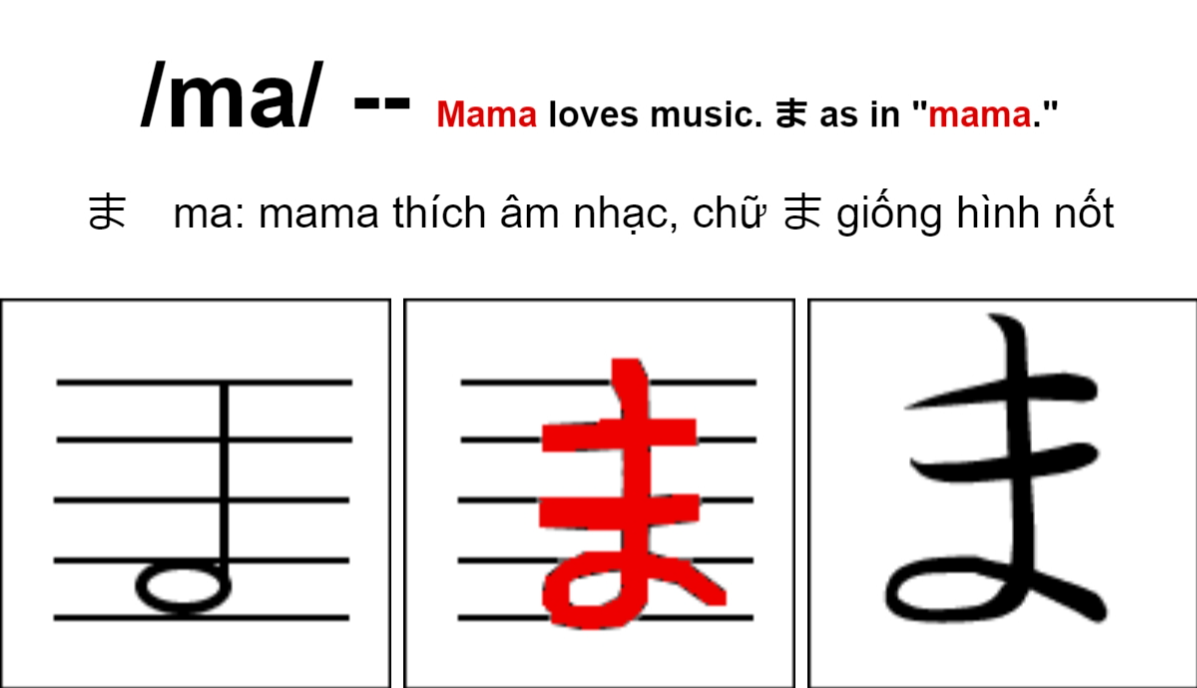 /ma/ -- Mama loves music. ま as in "mama."
ま ma: mama thích âm nhạc, chữ ま giống hình nốt
ま ま